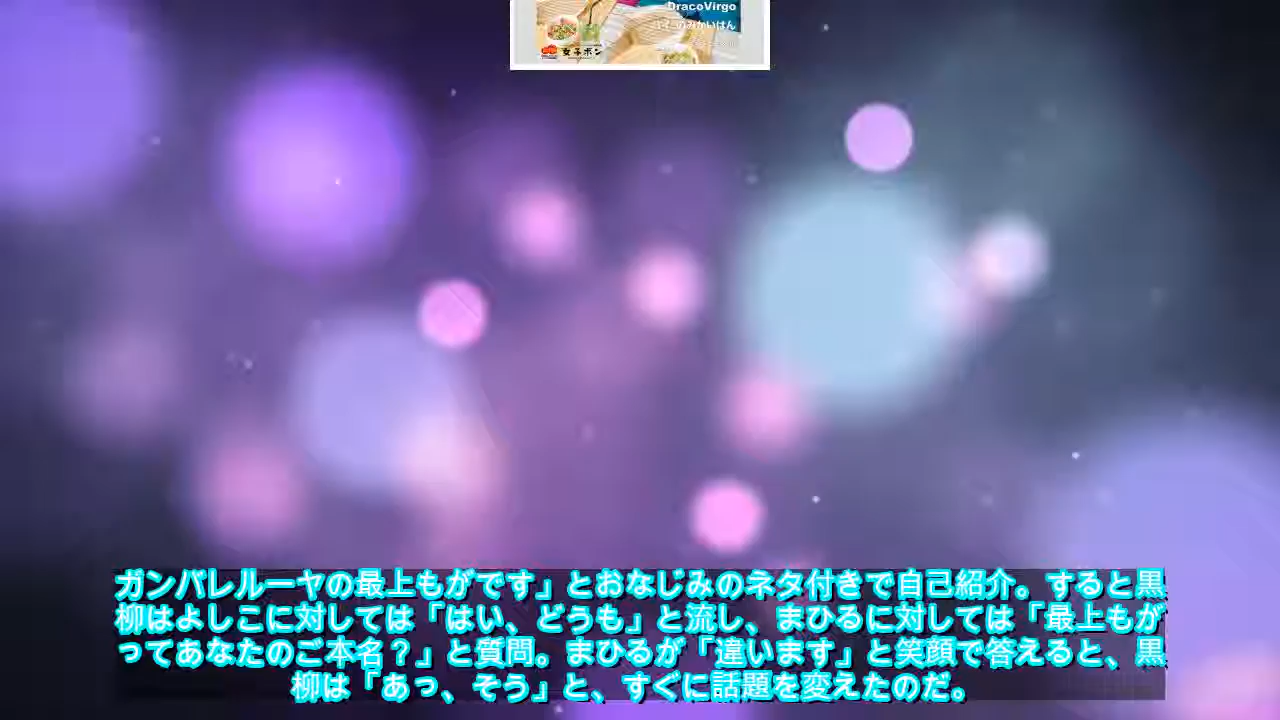 DracoVirgo
女子ボン
ガンバレルーヤの最上もがです」とおなじみのネタ付きで自己紹介。すると黒
柳はよしこに対しては「はい、どうも」と流し、まひるに対しては「最上もが
ってあなたのご本名？」と質問。まひるが「違います」と笑顔で答えると、黒
柳は「あっ、そう」と、すぐに話題を変えたのだ。